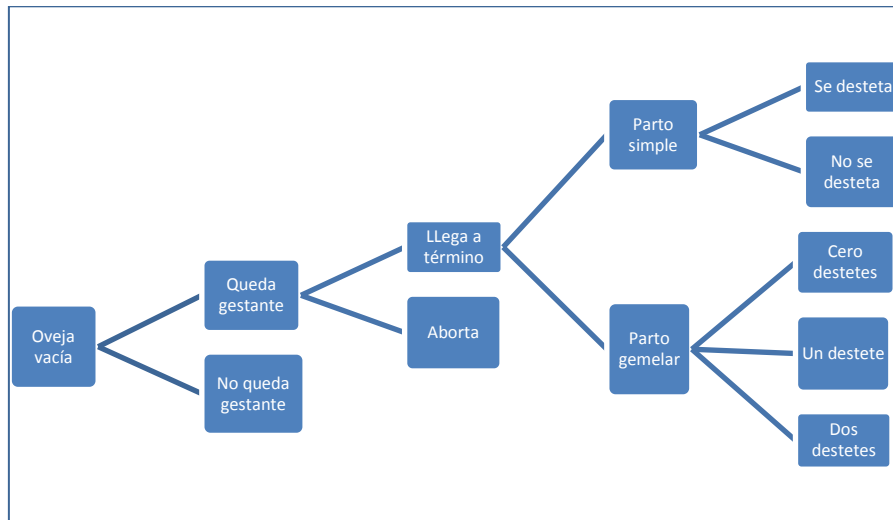 Oveja
vacía
Queda
gestante
No queda
gestante
LLega a
término
Aborta
Parto
simple
Parto
gemelar
Se desteta
No se
desteta
Cero
destetes
Un destete
Dos
destetes